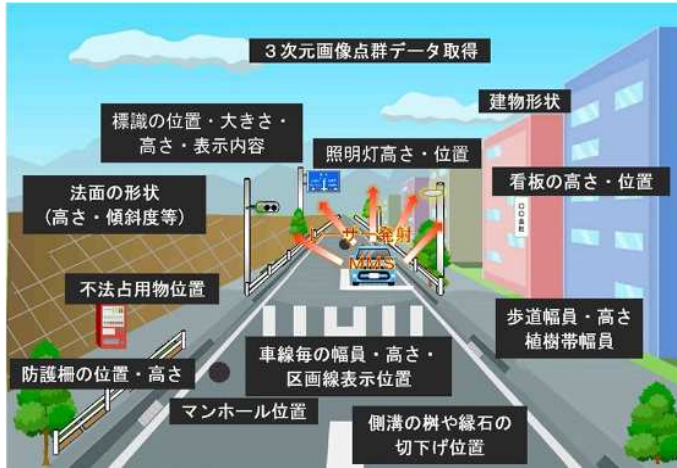 ３次元画像点群データ取得
建物形状
標識の位置・大きさ・
高さ・表示内容
照明灯高さ・位置
看板の高さ・位置
法面の形状
（高さ・傾斜度等）
レーザー発射
MMS
不法占用物位置
歩道幅員・高さ
植樹帯幅員
車線毎の幅員・高さ・
区画線表示位置
防護柵の位置・高さ
マンホール位置
側溝の桝や縁石の
切下げ位置